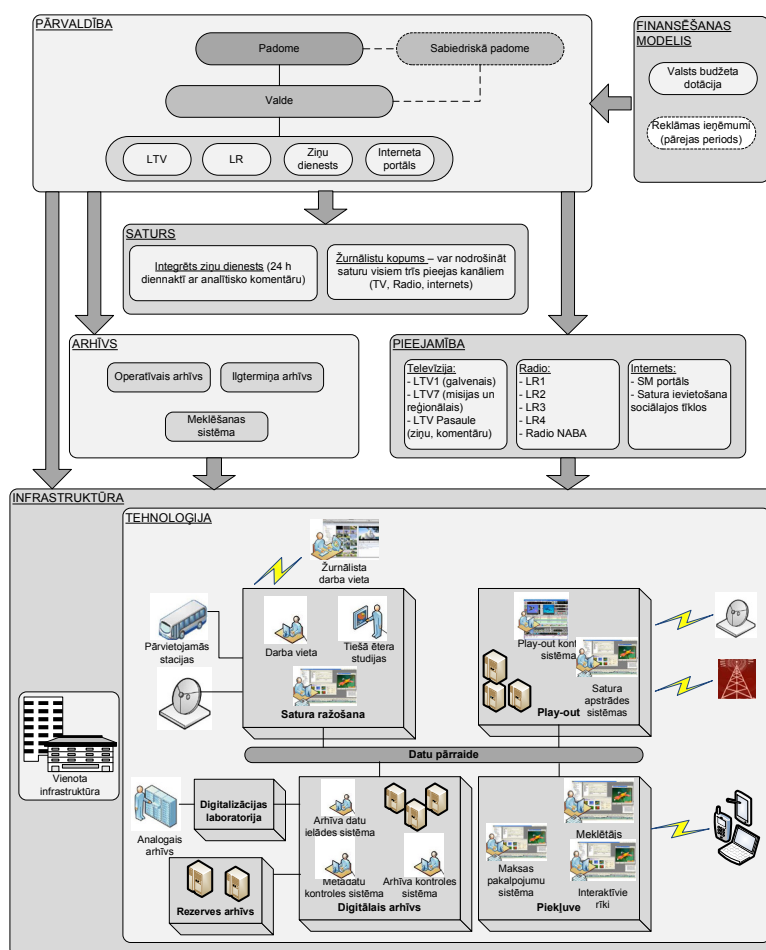 PĀRVALDĪBA
Padome
Sabiedriskā padome
Valde
LTV
LR
Ziņu
dienests
Interneta
portāls
FINANSĒŠANAS
MODELIS
Valsts budžeta
dotācija
Reklāmas ieņēmumi
(pārejas periods)
SATURS
Integrēts ziņu dienests (24 h
diennaktī ar analītisko komentāru)
Žurnālistu kopums – var nodrošināt
saturu visiem trīs pieejas kanāliem
(TV, Radio, internets)
ARHĪVS
Operatīvais arhīvs
Ilgtermiņa arhīvs
Meklēšanas
sistēma
PIEEJAMĪBA
Televīzija:
- LTV1 (galvenais)
- LTV7 (misijas un
reģionālais)
- LTV Pasaule
(ziņu, komentāru)
Radio:
- LR1
- LR2
- LR3
- LR4
- Radio NABA
Internets:
- SM portāls
- Satura ievietošana
sociālajos tīklos
INFRASTRUKTŪRA
TEHNOLOĢIJA
Žurnālista
darba vieta
Pārvietojamās
stacijas
Darba vieta
Tiešā ētera
studijas
Satura ražošana
Play-out kont
sistēma
Satura
apstrādes
sistēmas
Play-out
Vienota
infrastruktūra
Datu pārraide
Analogais
arhīvs
Digitalizācijas
laboratorija
Arhīva datu
ielādes sistēma
Rezerves arhīvs
Metadatu
kontroles sistēma
Arhīva kontroles
sistēma
Digitālais arhīvs
Meklētājs
Maksas
pakalpojumu
sistēma
Interaktīvie
rīki
Piekļuve